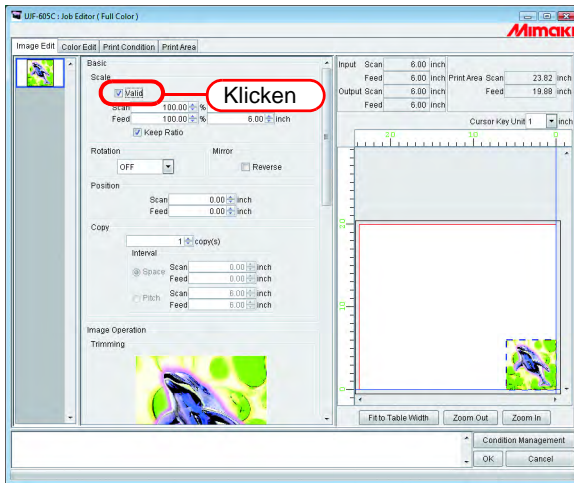 UJF-605C : Job Editor ( Full Color )
Mimaki
Image Edit Color Edit Print Condition Print Area
Basic
Scale
Valid
Klicken
Scan 100.00 %
Feed 100.00 % 6.00 inch
Keep Ratio
Rotation Mirror
OFF Reverse
Position
Scan 0.00 inch
Feed 0.00 inch
Copy
1 copy(s)
Interval
Space Scan 0.00 inch
Feed 0.00 inch
Pitch Scan 6.00 inch
Feed 6.00 inch
Image Operation
Trimming
Input Scan 6.00 inch
Feed 6.00 inch Print Area Scan 23.82 inch
Output Scan 6.00 inch Feed 19.88 inch
Feed 6.00 inch
Cursor Key Unit 1 inch
20 10 0
20
10
0
Fit to Table Width Zoom Out Zoom In
Condition Management
OK Cancel